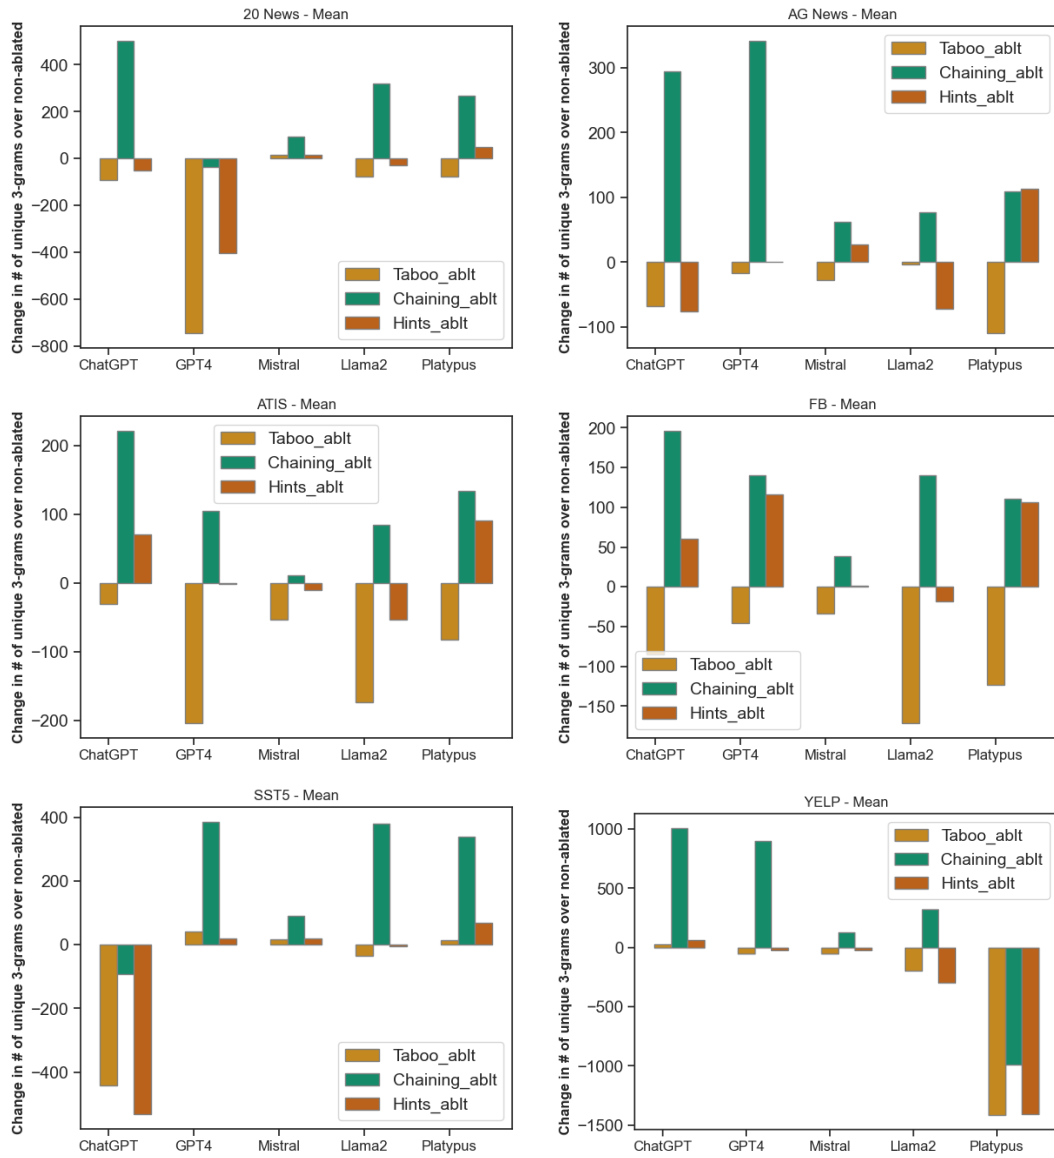 20 News - Mean
Change in # of unique 3-grams over non-ablated
400
200
0
−200
−400
−600
−800
Taboo_ablt
Chaining_ablt
Hints_ablt
ChatGPT GPT4 Mistral Llama2 Platypus
AG News - Mean
Change in # of unique 3-grams over non-ablated
300
200
100
0
−100
Taboo_ablt
Chaining_ablt
Hints_ablt
ChatGPT GPT4 Mistral Llama2 Platypus
ATIS - Mean
Change in # of unique 3-grams over non-ablated
200
100
0
−100
−200
Taboo_ablt
Chaining_ablt
Hints_ablt
ChatGPT GPT4 Mistral Llama2 Platypus
FB - Mean
Change in # of unique 3-grams over non-ablated
200
150
100
50
0
−50
−100
−150
Taboo_ablt
Chaining_ablt
Hints_ablt
ChatGPT GPT4 Mistral Llama2 Platypus
SST5 - Mean
Change in # of unique 3-grams over non-ablated
400
200
0
−200
−400
Taboo_ablt
Chaining_ablt
Hints_ablt
ChatGPT GPT4 Mistral Llama2 Platypus
YELP - Mean
Change in # of unique 3-grams over non-ablated
1000
500
0
−500
−1000
−1500
Taboo_ablt
Chaining_ablt
Hints_ablt
ChatGPT GPT4 Mistral Llama2 Platypus